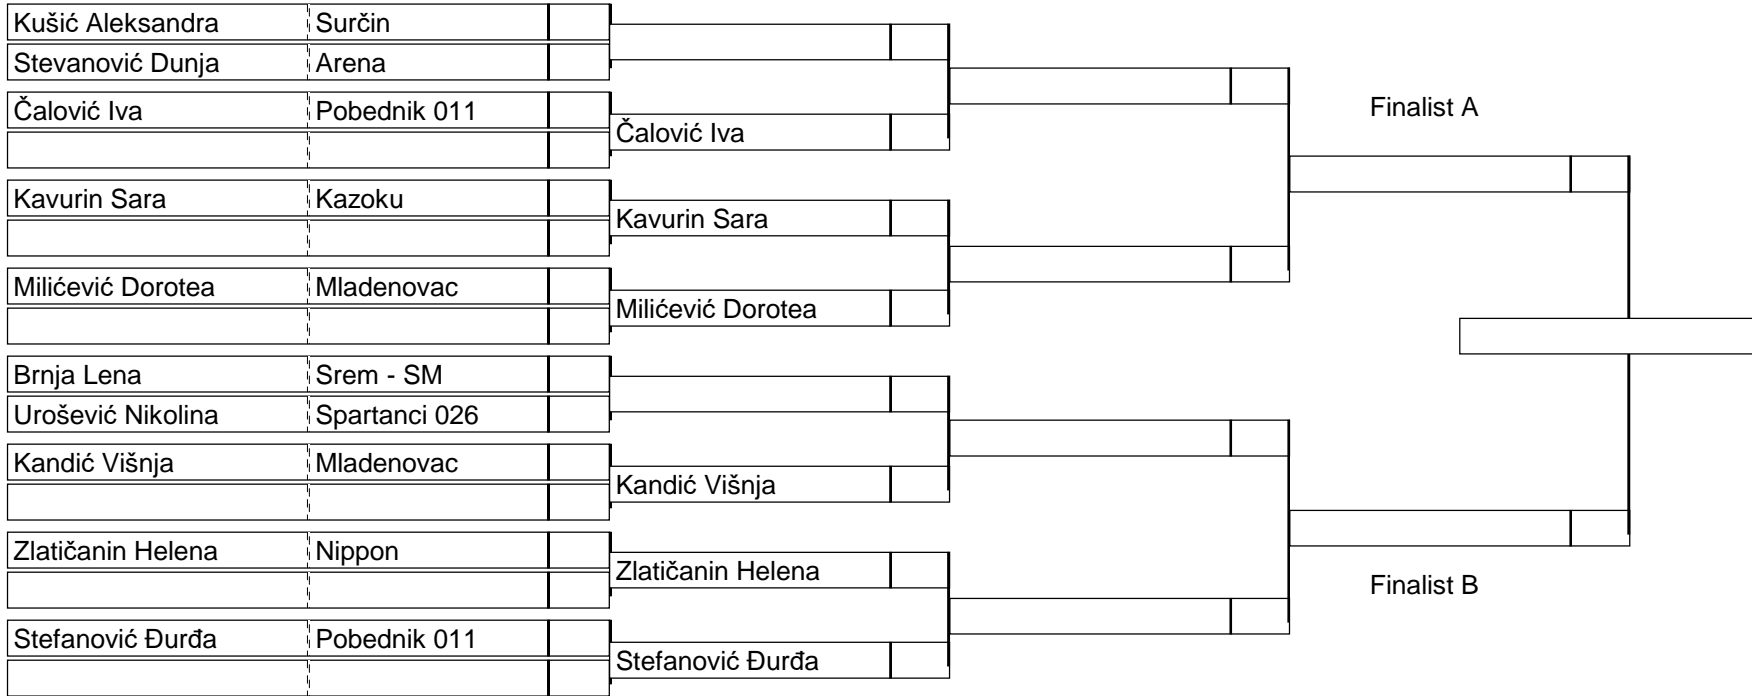 Kušić Aleksandra Surčin
Stevanović Dunja Arena
Čalović Iva Pobednik 011
Čalović Iva
Kavurin Sara Kazoku
Kavurin Sara
Milićević Dorotea Mladenovac
Milićević Dorotea
Brnja Lena Srem - SM
Urošević Nikolina Spartanci 026
Kandić Višnja Mladenovac
Kandić Višnja
Zlatičanin Helena Nippon
Zlatičanin Helena
Stefanović Đurđa Pobednik 011
Stefanović Đurđa
Finalist A
Finalist B